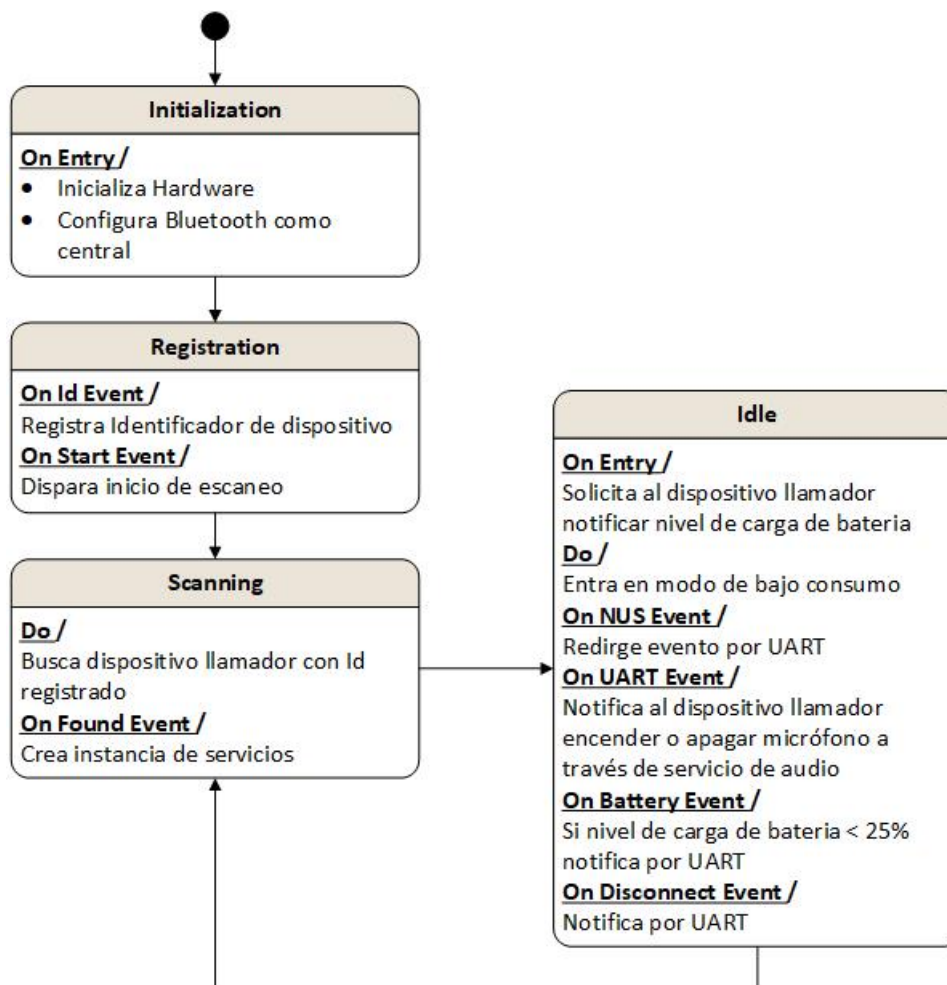 Initialization
On Entry /
• Inicializa Hardware
• Configura Bluetooth como
central
Registration
On Id Event /
Registra Identificador de dispositivo
On Start Event /
Dispara inicio de escaneo
Scanning
Do /
Busca dispositivo llamador con Id
registrado
On Found Event /
Crea instancia de servicios
Idle
On Entry /
Solicita al dispositivo llamador
notificar nivel de carga de bateria
Do /
Entra en modo de bajo consumo
On NUS Event /
Redirge evento por UART
On UART Event /
Notifica al dispositivo llamador
encender o apagar micrófono a
través de servicio de audio
On Battery Event /
Si nivel de carga de bateria < 25%
notifica por UART
On Disconnect Event /
Notifica por UART